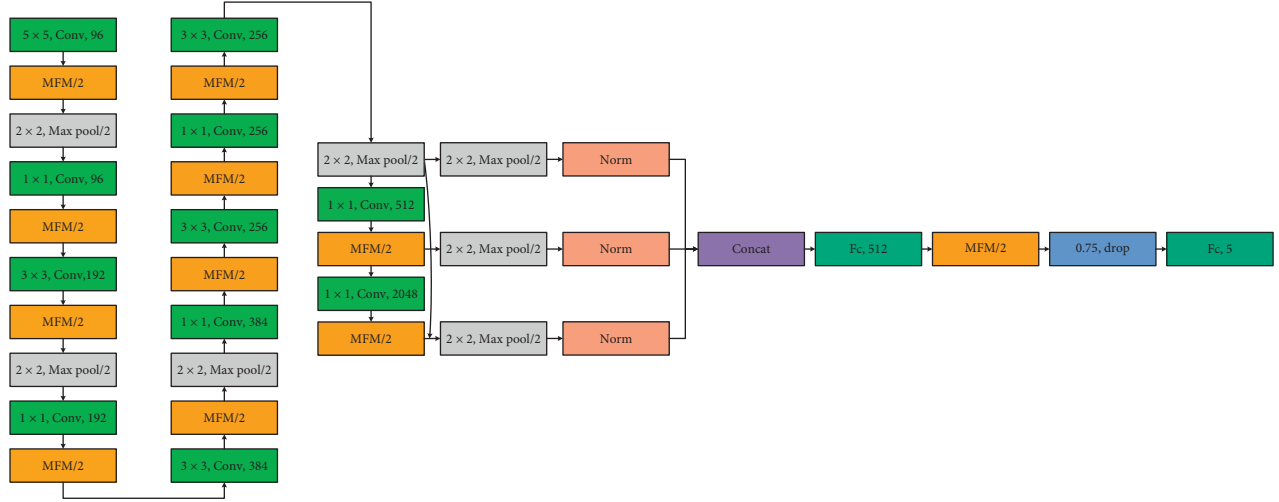 5 × 5, Conv, 96
MFM/2
2 × 2, Max pool/2
1 × 1, Conv, 96
MFM/2
3 × 3, Conv,192
MFM/2
2 × 2, Max pool/2
1 × 1, Conv, 192
MFM/2
3 × 3, Conv, 384
MFM/2
2 × 2, Max pool/2
1 × 1, Conv, 384
MFM/2
3 × 3, Conv, 256
MFM/2
1 × 1, Conv, 256
MFM/2
3 × 3, Conv, 256
2 × 2, Max pool/2
1 × 1, Conv, 512
MFM/2
1 × 1, Conv, 2048
MFM/2
2 × 2, Max pool/2
Norm
2 × 2, Max pool/2
Norm
2 × 2, Max pool/2
Norm
Concat
Fc, 512
MFM/2
0.75, drop
Fc, 5